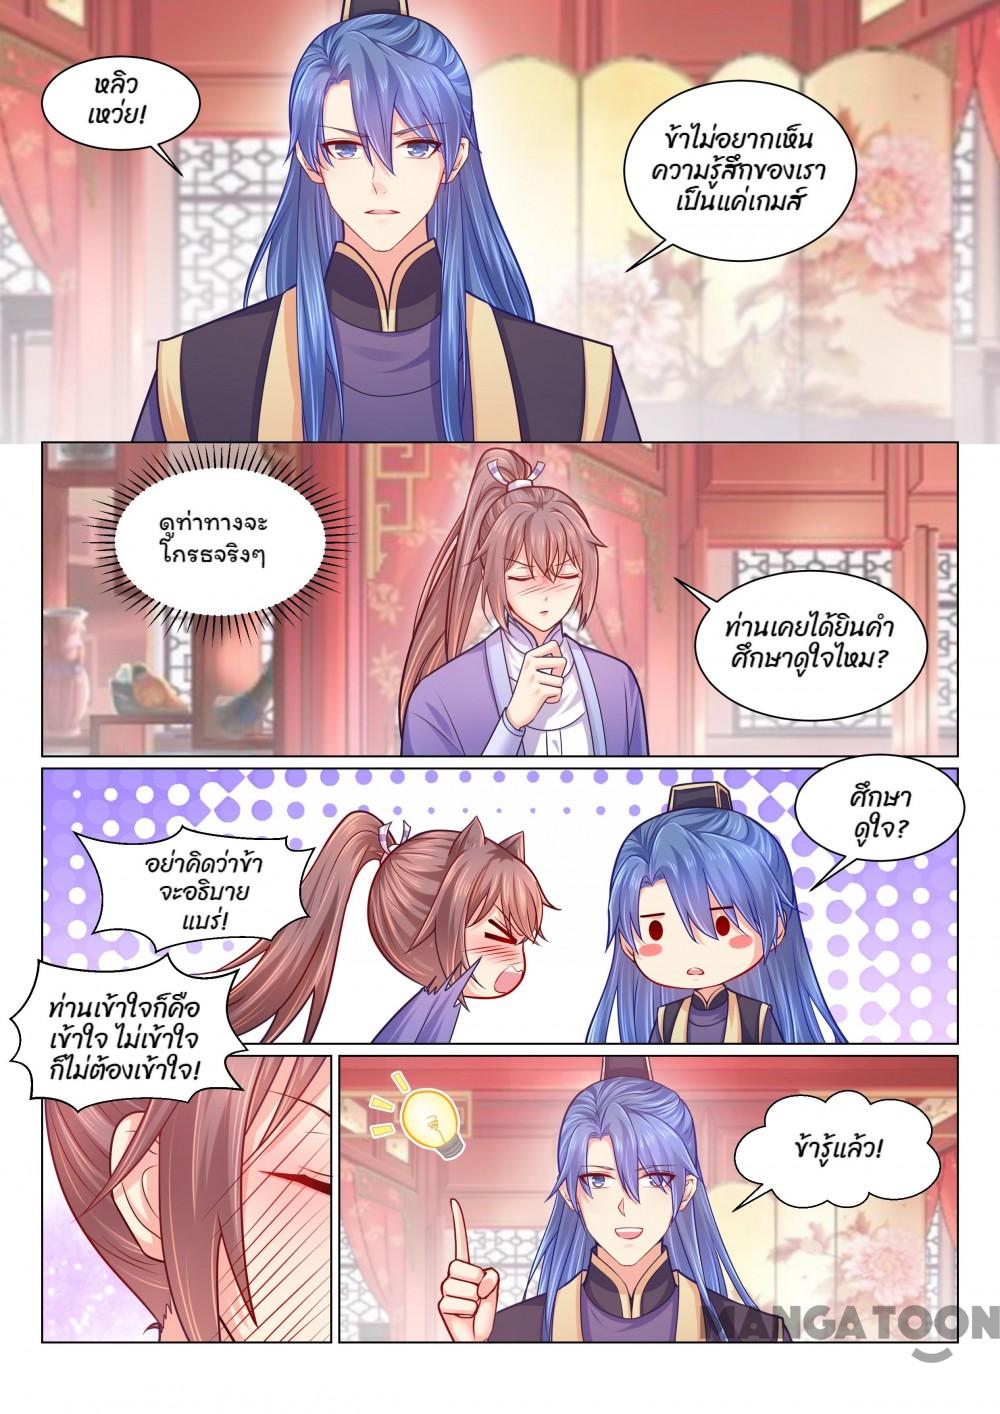 หลิว
เหว่ย!
ข้าไม่อยากเห็น
ความรู้สึกของเรา
เป็นแค่เกมส์
ดูท่าทางจะ
โกรธจริงๆ
ท่านเคยได้ยินคำ
ศึกษาดูใจไหม?
ศึกษา
ดูใจ?
อย่าคิดว่าข้า
จะอธิบาย
แบร่!
ท่านเข้าใจก็คือ
เข้าใจ ไม่เข้าใจ
ก็ไม่ต้องเข้าใจ!
ข้ารู้แล้ว!
MANGATOON